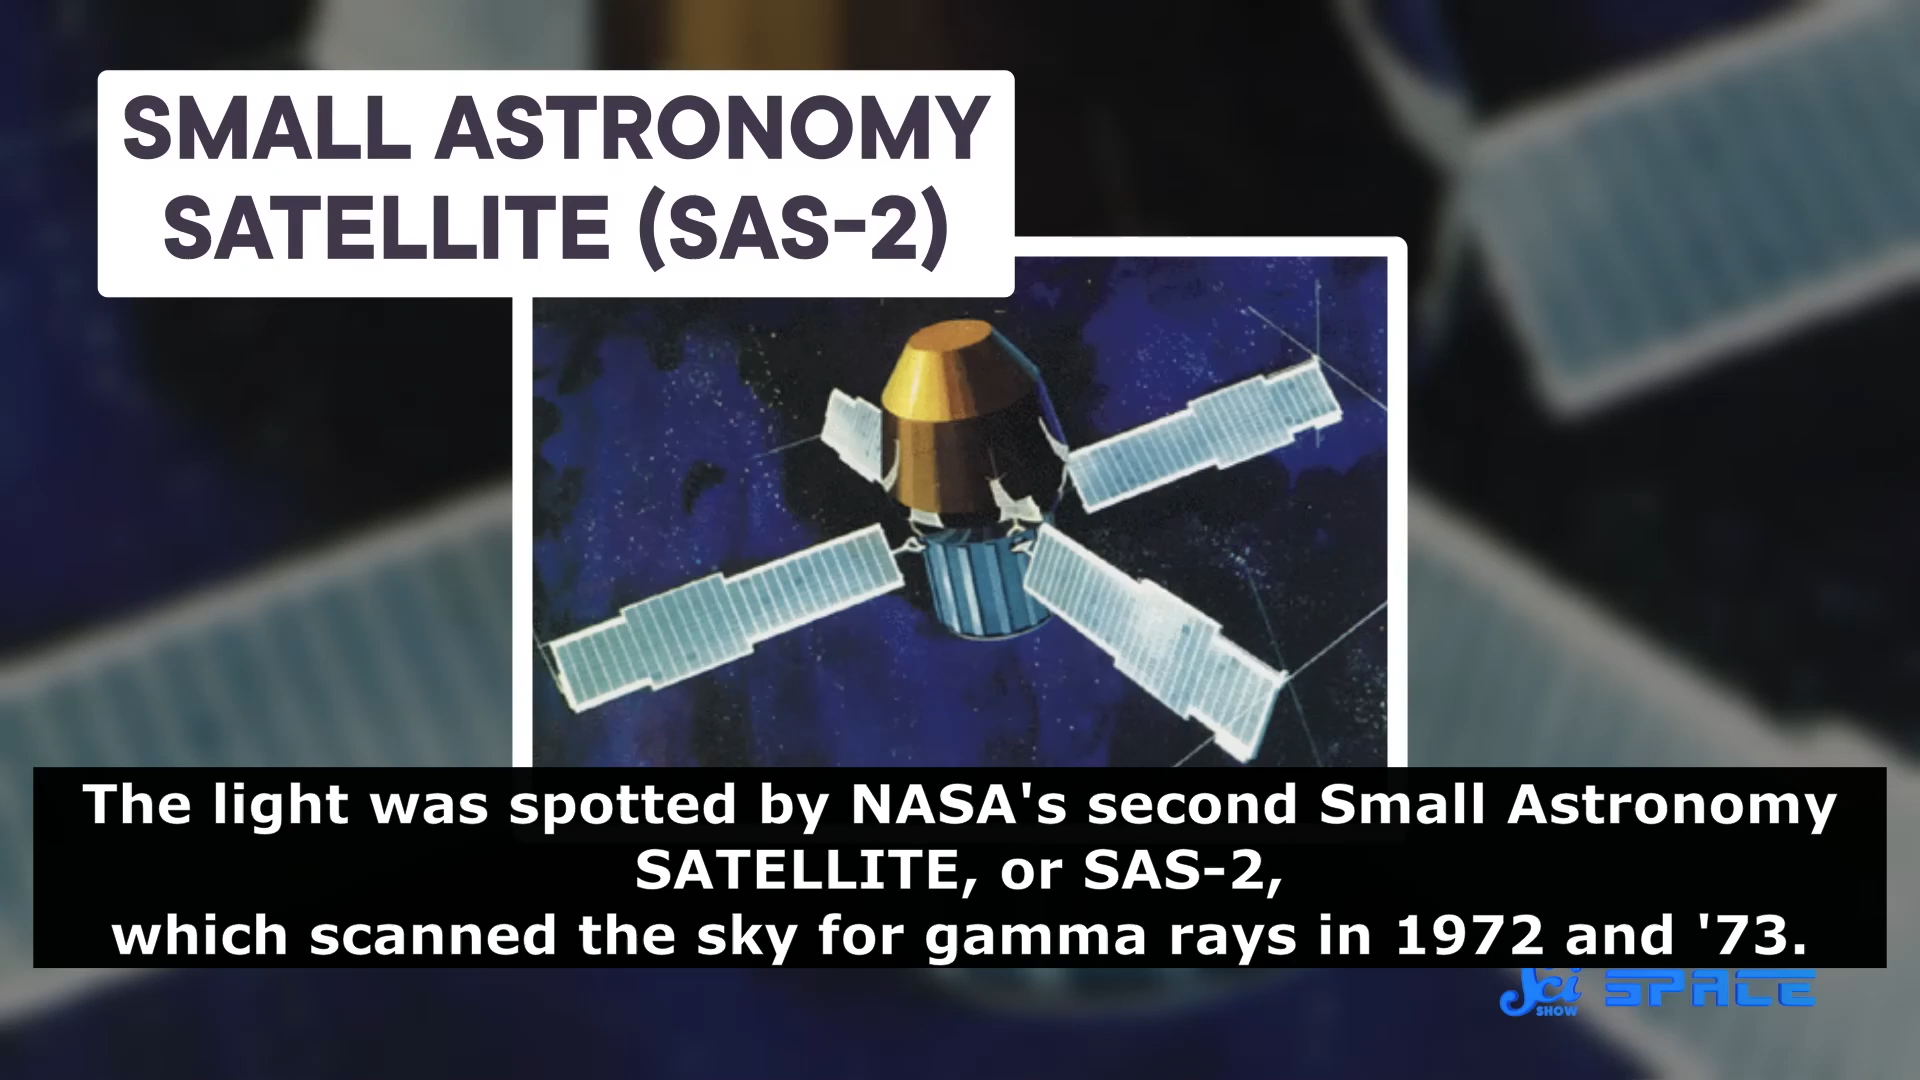 SMALL ASTRONOMY
SATELLITE (SAS-2)
The light was spotted by NASA's second Small Astronomy
SATELLITE, or SAS-2,
which scanned the sky for gamma rays in 1972 and '73.
Sci SHOW SPACE